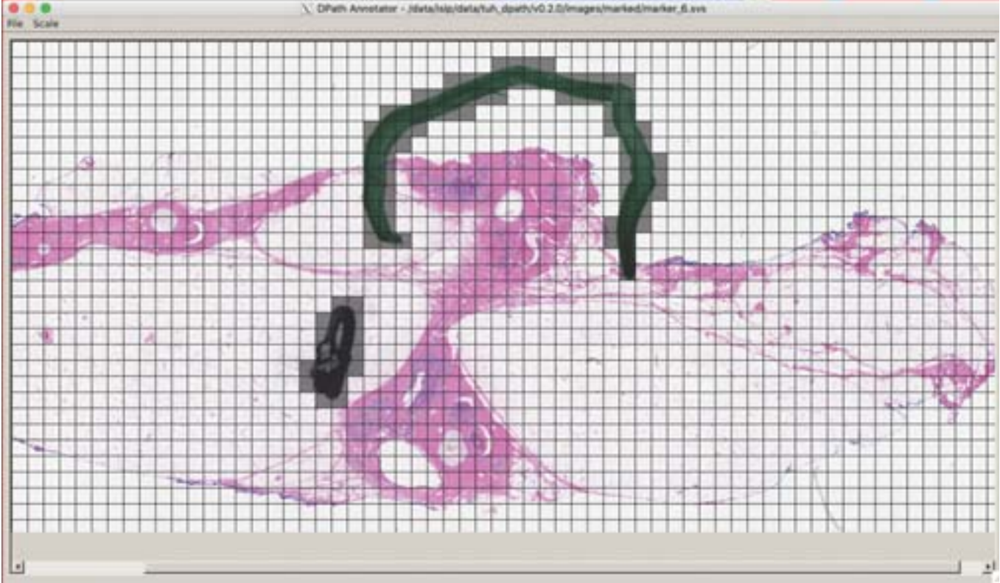 DPath Annotator - /data/isip/data/tuh_dpath/v0.2.0/images/marked/marker_6.svs
File Scale